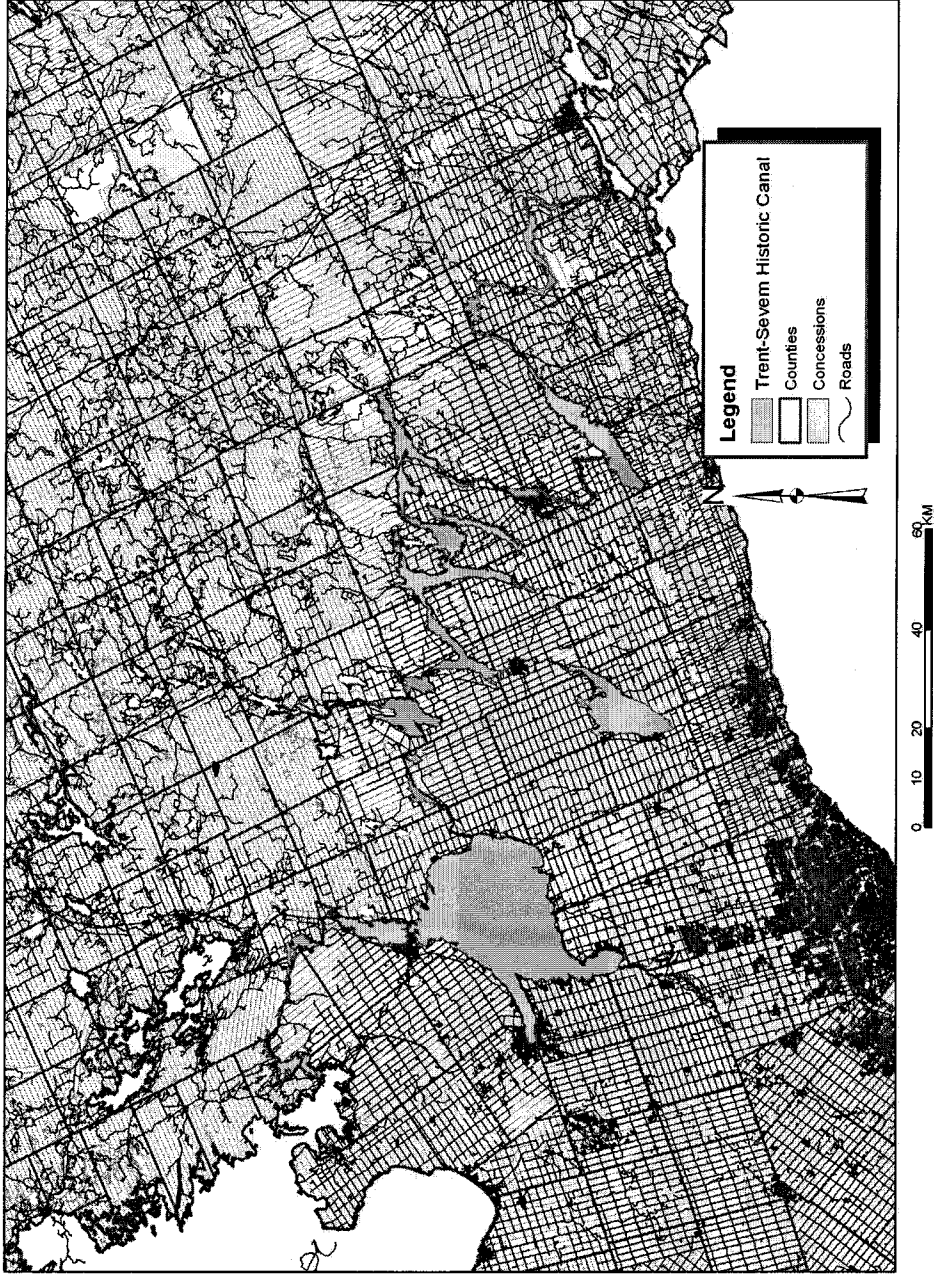 Legend
Trent-Severn Historic Canal
Counties
Concessions
Roads
N
0 10 20 40 60
KM